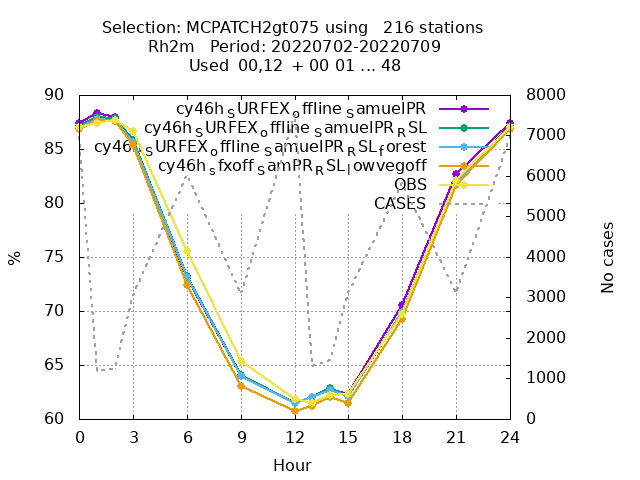 Selection: MCPATCH2gt075 using   216 stations
Rh2m   Period: 20220702-20220709
Used  00,12  + 00 01 ... 48
90
85
80
75
70
65
60
%
8000
7000
6000
5000
4000
3000
2000
1000
0
No cases
cy46h_SURFEX_offline_SamuelPR
cy46h_SURFEX_offline_SamuelPR_RSL
cy46h_SURFEX_offline_SamuelPR_RSL_forest
cy46h_sfxoff_SamPR_RSL_lowvegoff
OBS
CASES
0 3 6 9 12 15 18 21 24
Hour